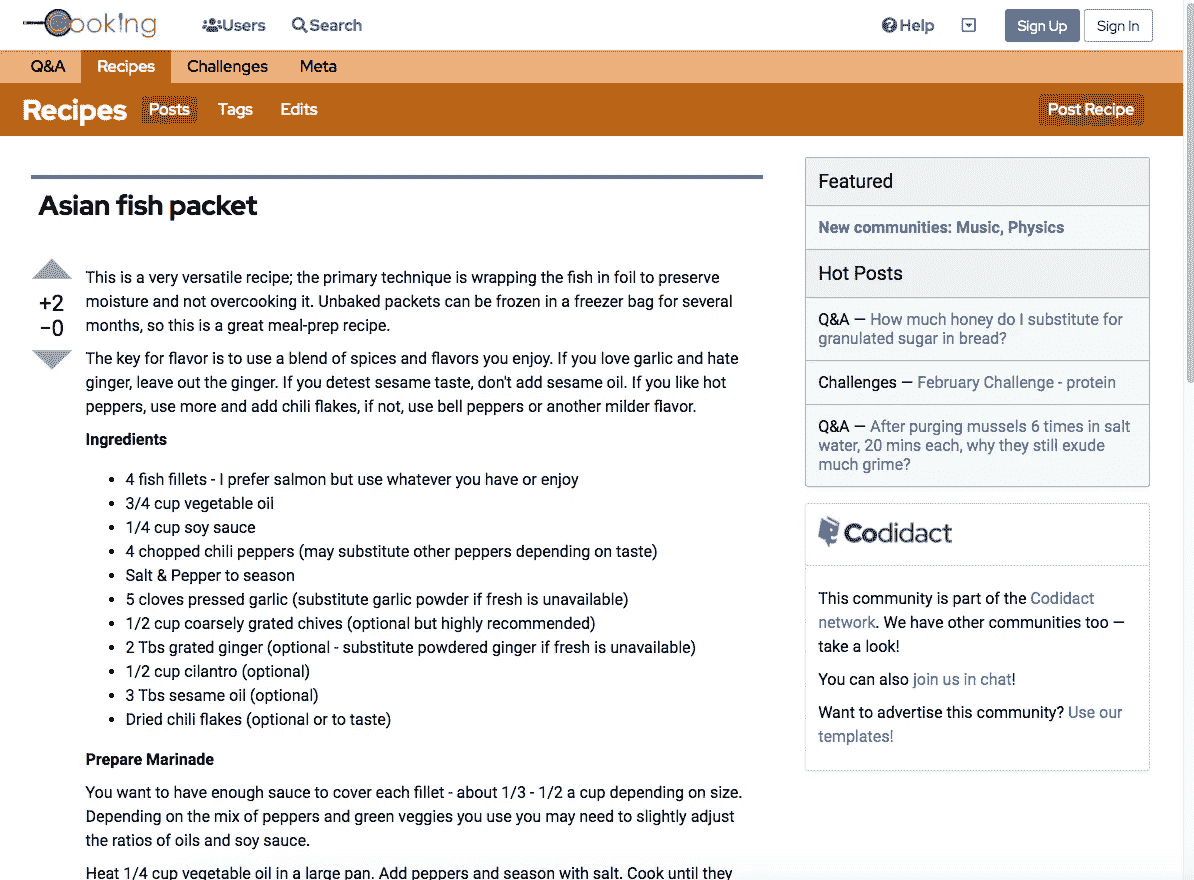 Cooking
Users
Search
Help
Sign Up
Sign In
Q&A
Recipes
Challenges
Meta
Recipes
Posts
Tags
Edits
Post Recipe
Asian fish packet
+2
−0
This is a very versatile recipe; the primary technique is wrapping the fish in foil to preserve
moisture and not overcooking it. Unbaked packets can be frozen in a freezer bag for several
months, so this is a great meal-prep recipe.
The key for flavor is to use a blend of spices and flavors you enjoy. If you love garlic and hate
ginger, leave out the ginger. If you detest sesame taste, don't add sesame oil. If you like hot
peppers, use more and add chili flakes, if not, use bell peppers or another milder flavor.
Ingredients
• 4 fish fillets - I prefer salmon but use whatever you have or enjoy
• 3/4 cup vegetable oil
• 1/4 cup soy sauce
• 4 chopped chili peppers (may substitute other peppers depending on taste)
• Salt & Pepper to season
• 5 cloves pressed garlic (substitute garlic powder if fresh is unavailable)
• 1/2 cup coarsely grated chives (optional but highly recommended)
• 2 Tbs grated ginger (optional - substitute powdered ginger if fresh is unavailable)
• 1/2 cup cilantro (optional)
• 3 Tbs sesame oil (optional)
• Dried chili flakes (optional or to taste)
Prepare Marinade
You want to have enough sauce to cover each fillet - about 1/3 - 1/2 a cup depending on size.
Depending on the mix of peppers and green veggies you use you may need to slightly adjust
the ratios of oils and soy sauce.
Heat 1/4 cup vegetable oil in a large pan. Add peppers and season with salt. Cook until they
Featured
New communities: Music, Physics
Hot Posts
Q&A — How much honey do I substitute for
granulated sugar in bread?
Challenges — February Challenge - protein
Q&A — After purging mussels 6 times in salt
water, 20 mins each, why they still exude
much grime?
Codidact
This community is part of the Codidact
network. We have other communities too —
take a look!
You can also join us in chat!
Want to advertise this community? Use our
templates!